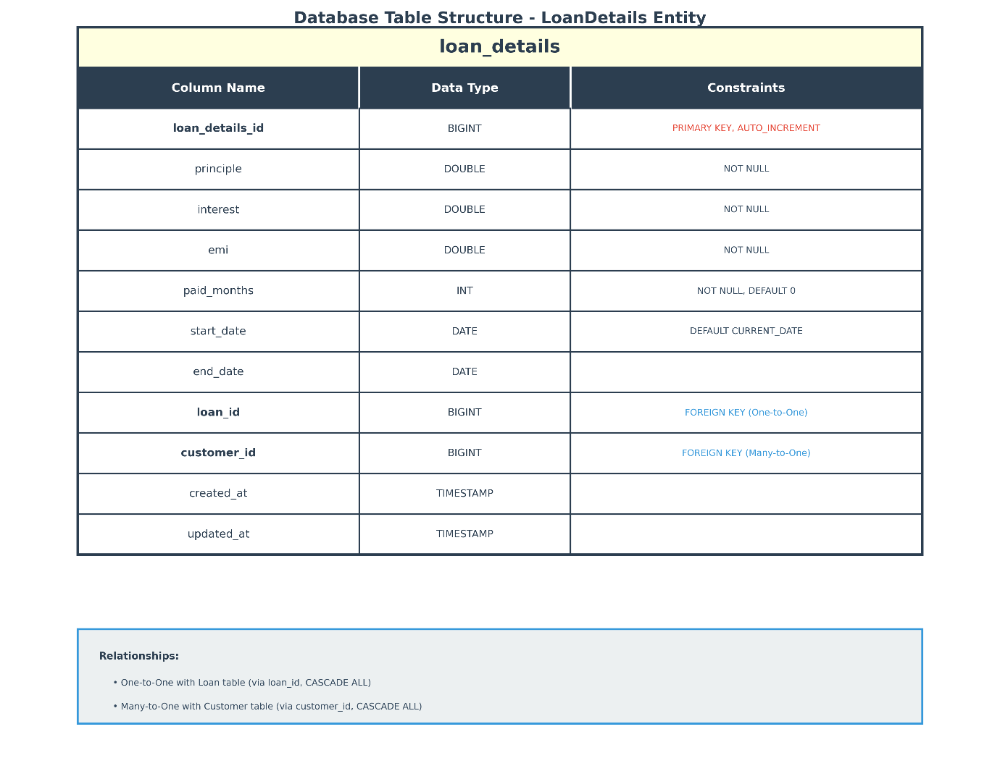 Database Table Structure - LoanDetails Entity
loan_details
Column Name Data Type Constraints
loan_details_id BIGINT PRIMARY KEY, AUTO_INCREMENT
principle DOUBLE NOT NULL
interest DOUBLE NOT NULL
emi DOUBLE NOT NULL
paid_months INT NOT NULL, DEFAULT 0
start_date DATE DEFAULT CURRENT_DATE
end_date DATE
loan_id BIGINT FOREIGN KEY (One-to-One)
customer_id BIGINT FOREIGN KEY (Many-to-One)
created_at TIMESTAMP
updated_at TIMESTAMP
Relationships:
• One-to-One with Loan table (via loan_id, CASCADE ALL)
• Many-to-One with Customer table (via customer_id, CASCADE ALL)